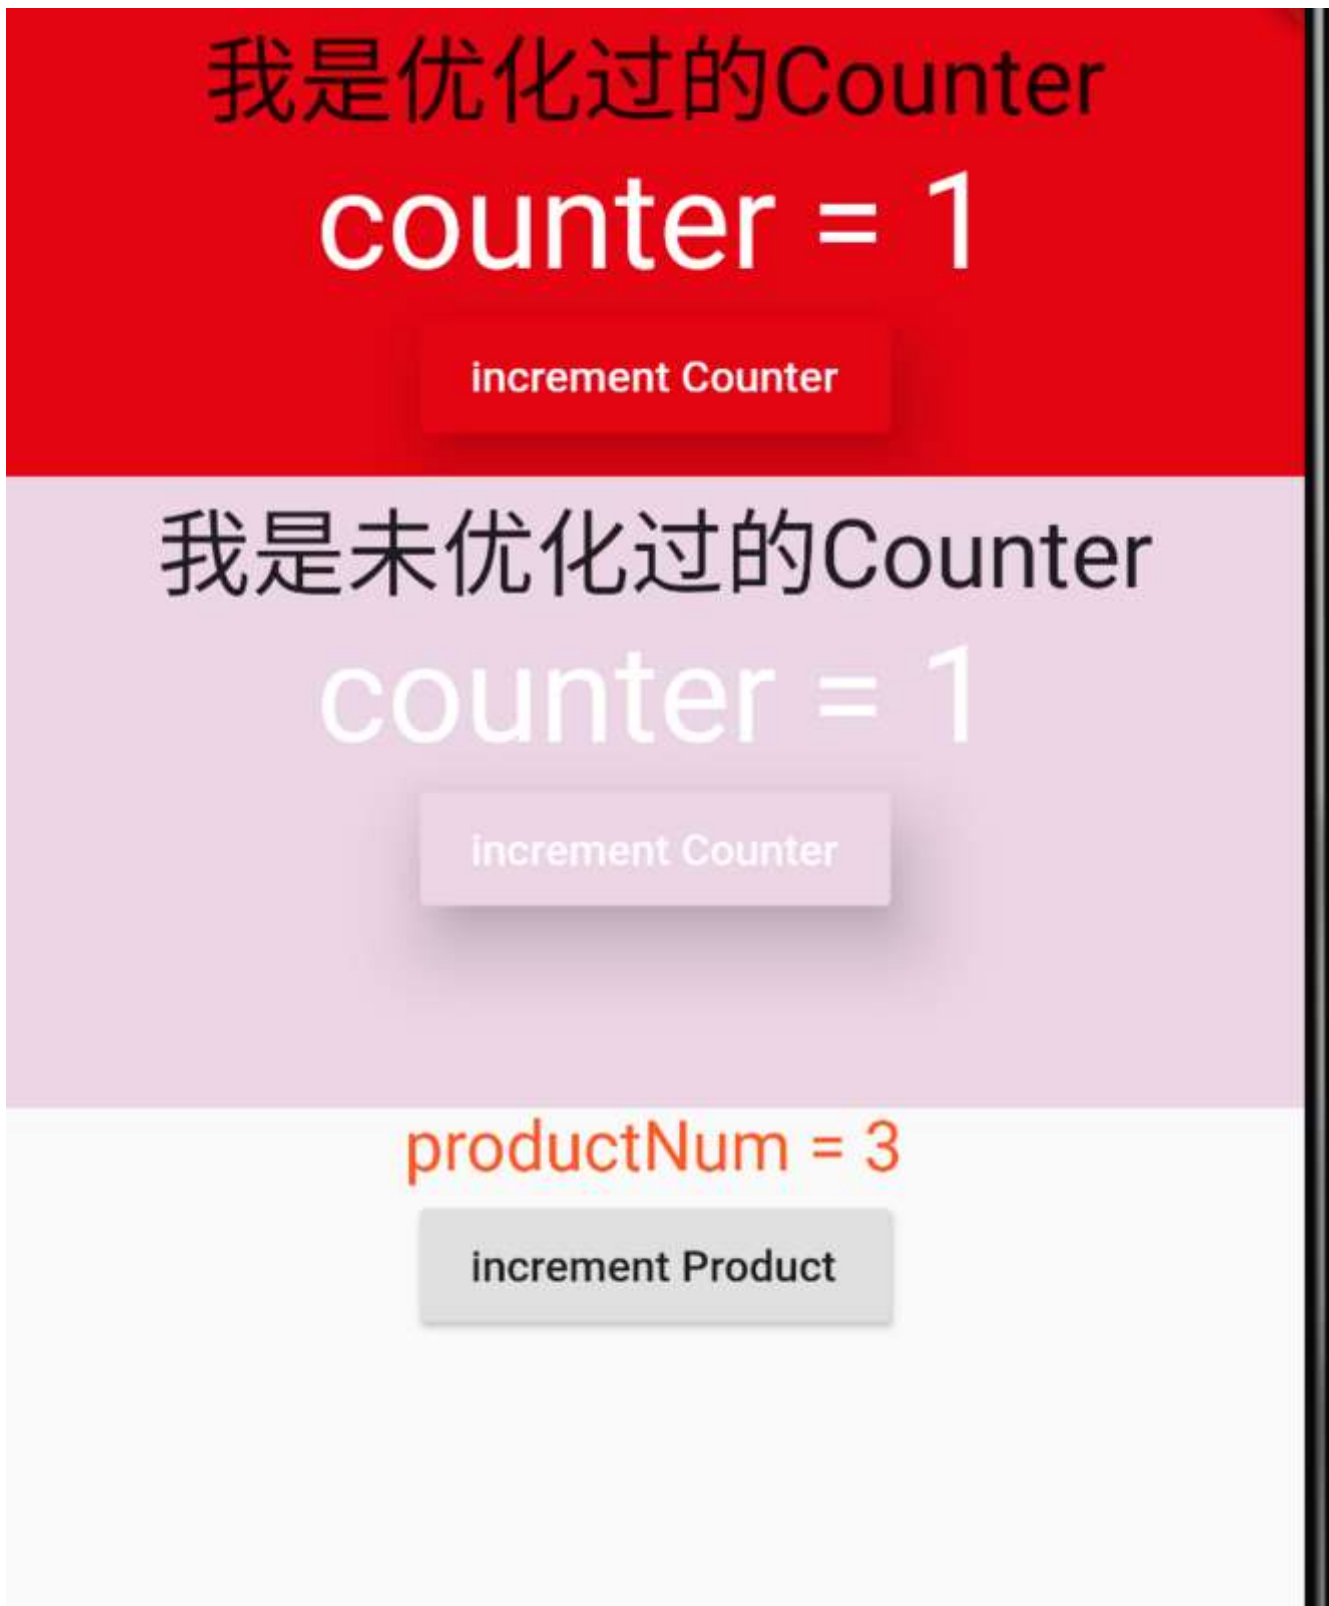 我是优化过的Counter
counter = 1
increment Counter
我是未优化过的Counter
counter = 1
increment Counter
productNum = 3
increment Product